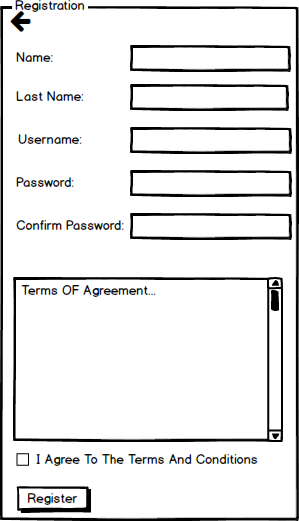 Registration
Name:
Last Name:
Username:
Password:
Confirm Password:
Terms OF Agreement...
I Agree To The Terms And Conditions
Register